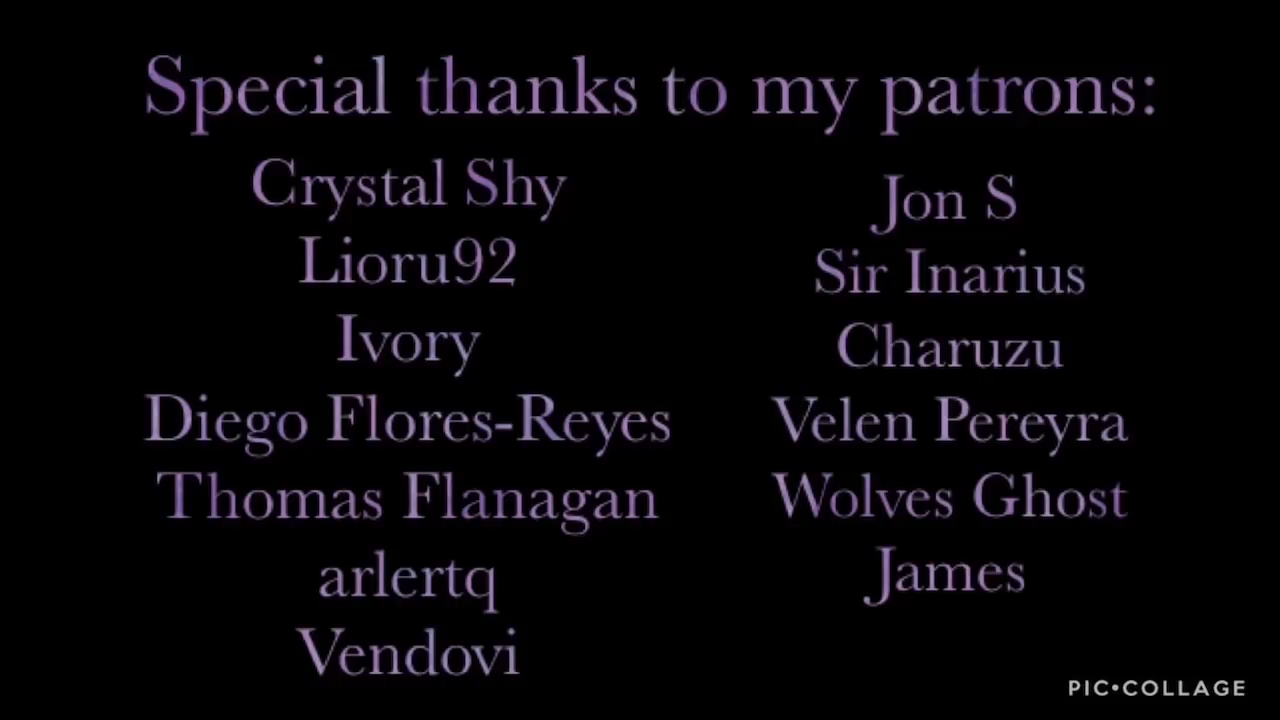 Special thanks to my patrons:
Crystal Shy
Lioru92
Ivory
Diego Flores-Reyes
Thomas Flanagan
arlertq
Vendovi
Jon S
Sir Inarius
Charuzu
Velen Pereyra
Wolves Ghost
James
PIC•COLLAGE